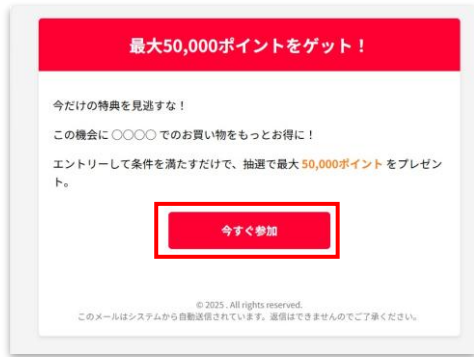 最大50,000ポイントをゲット！
今だけの特典を見逃すな！
この機会に〇〇〇〇でのお買い物をもっとお得に！
エントリーして条件を満たすだけで、抽選で最大 50,000ポイント をプレゼン
ト。
今すぐ参加
© 2025 . All rights reserved.
このメールはシステムから自動送信されています。返信はできませんのでご了承ください。